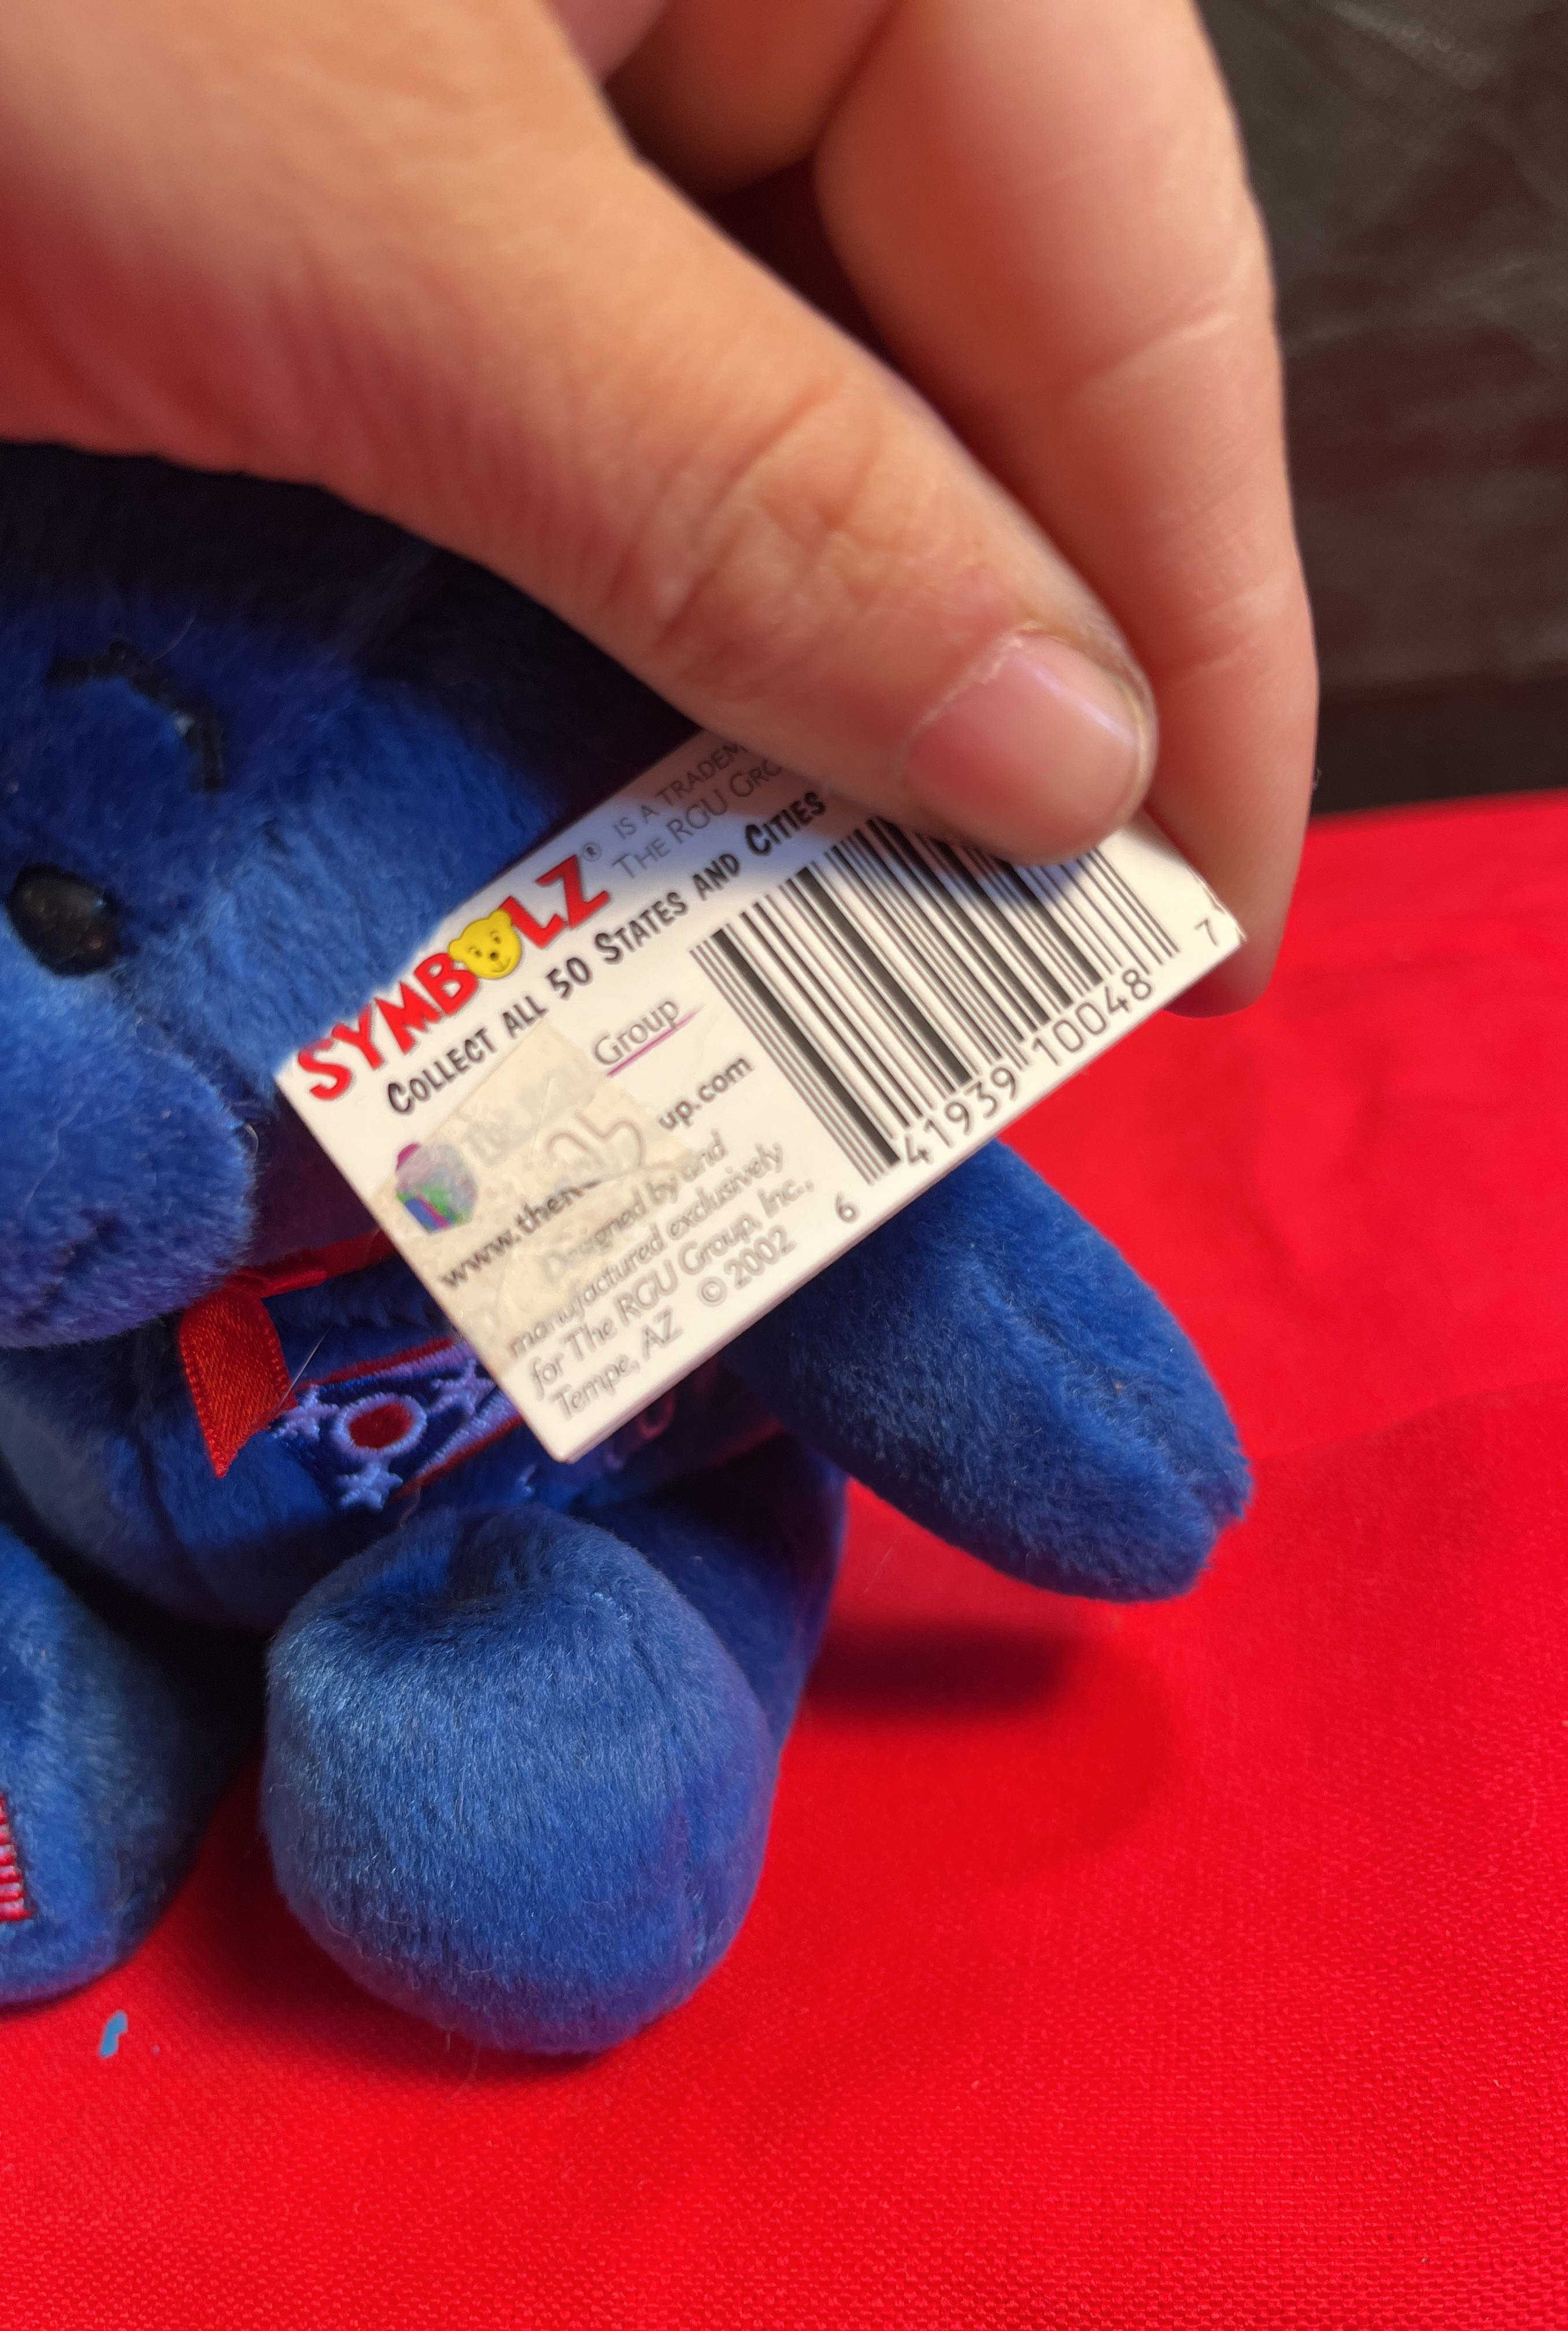 SYMBOLZ® IS A TRADEM
THE RGU GRO
COLLECT ALL 50 STATES AND CITIES
Group
www.then up.com
Designed by and
manufactured exclusively
for The RGU Group, Inc.,
Tempe, AZ © 2002
6 41939 10048 7